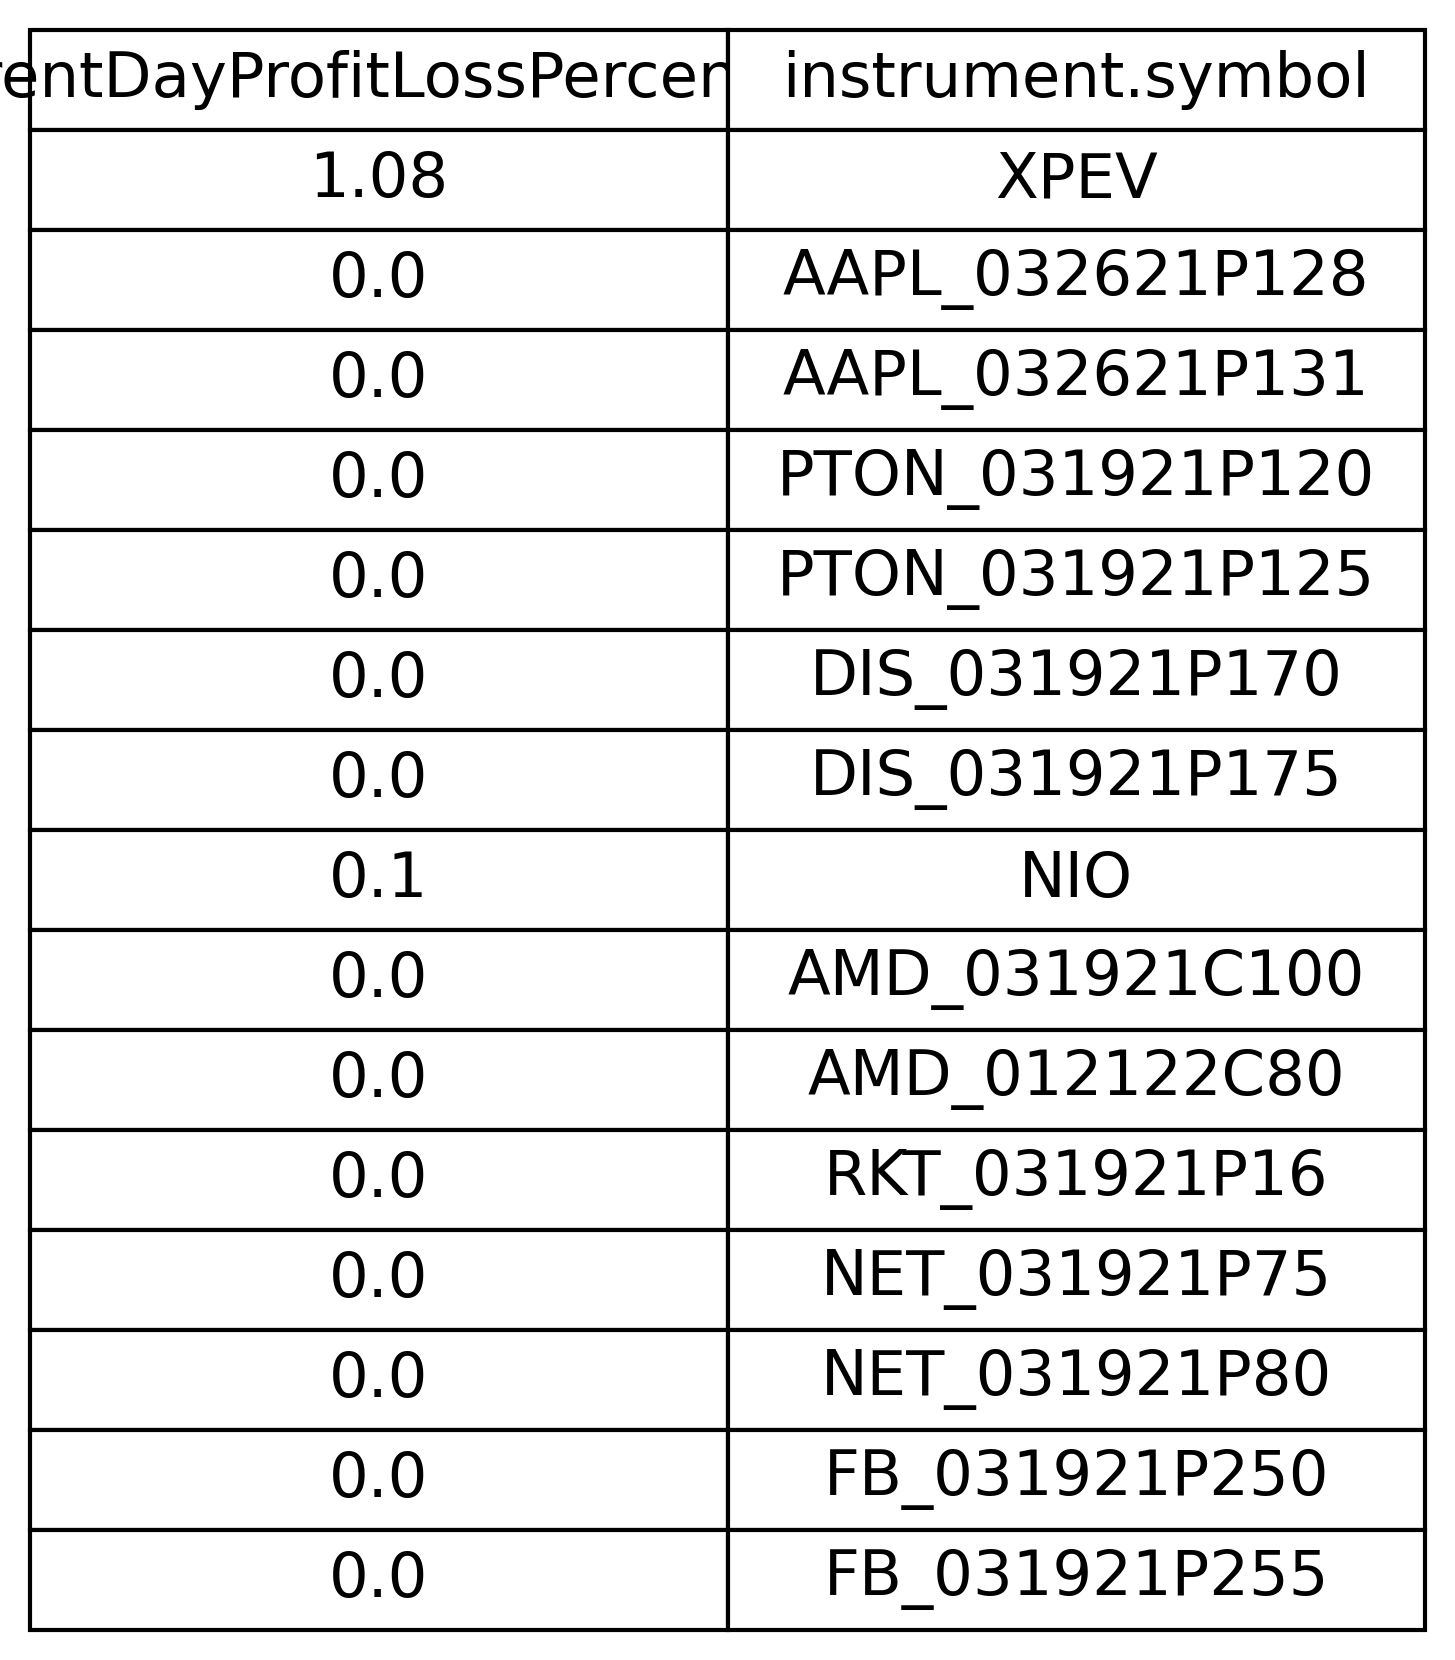 rentDayProfitLossPercen instrument.symbol
1.08 XPEV
0.0 AAPL_032621P128
0.0 AAPL_032621P131
0.0 PTON_031921P120
0.0 PTON_031921P125
0.0 DIS_031921P170
0.0 DIS_031921P175
0.1 NIO
0.0 AMD_031921C100
0.0 AMD_012122C80
0.0 RKT_031921P16
0.0 NET_031921P75
0.0 NET_031921P80
0.0 FB_031921P250
0.0 FB_031921P255